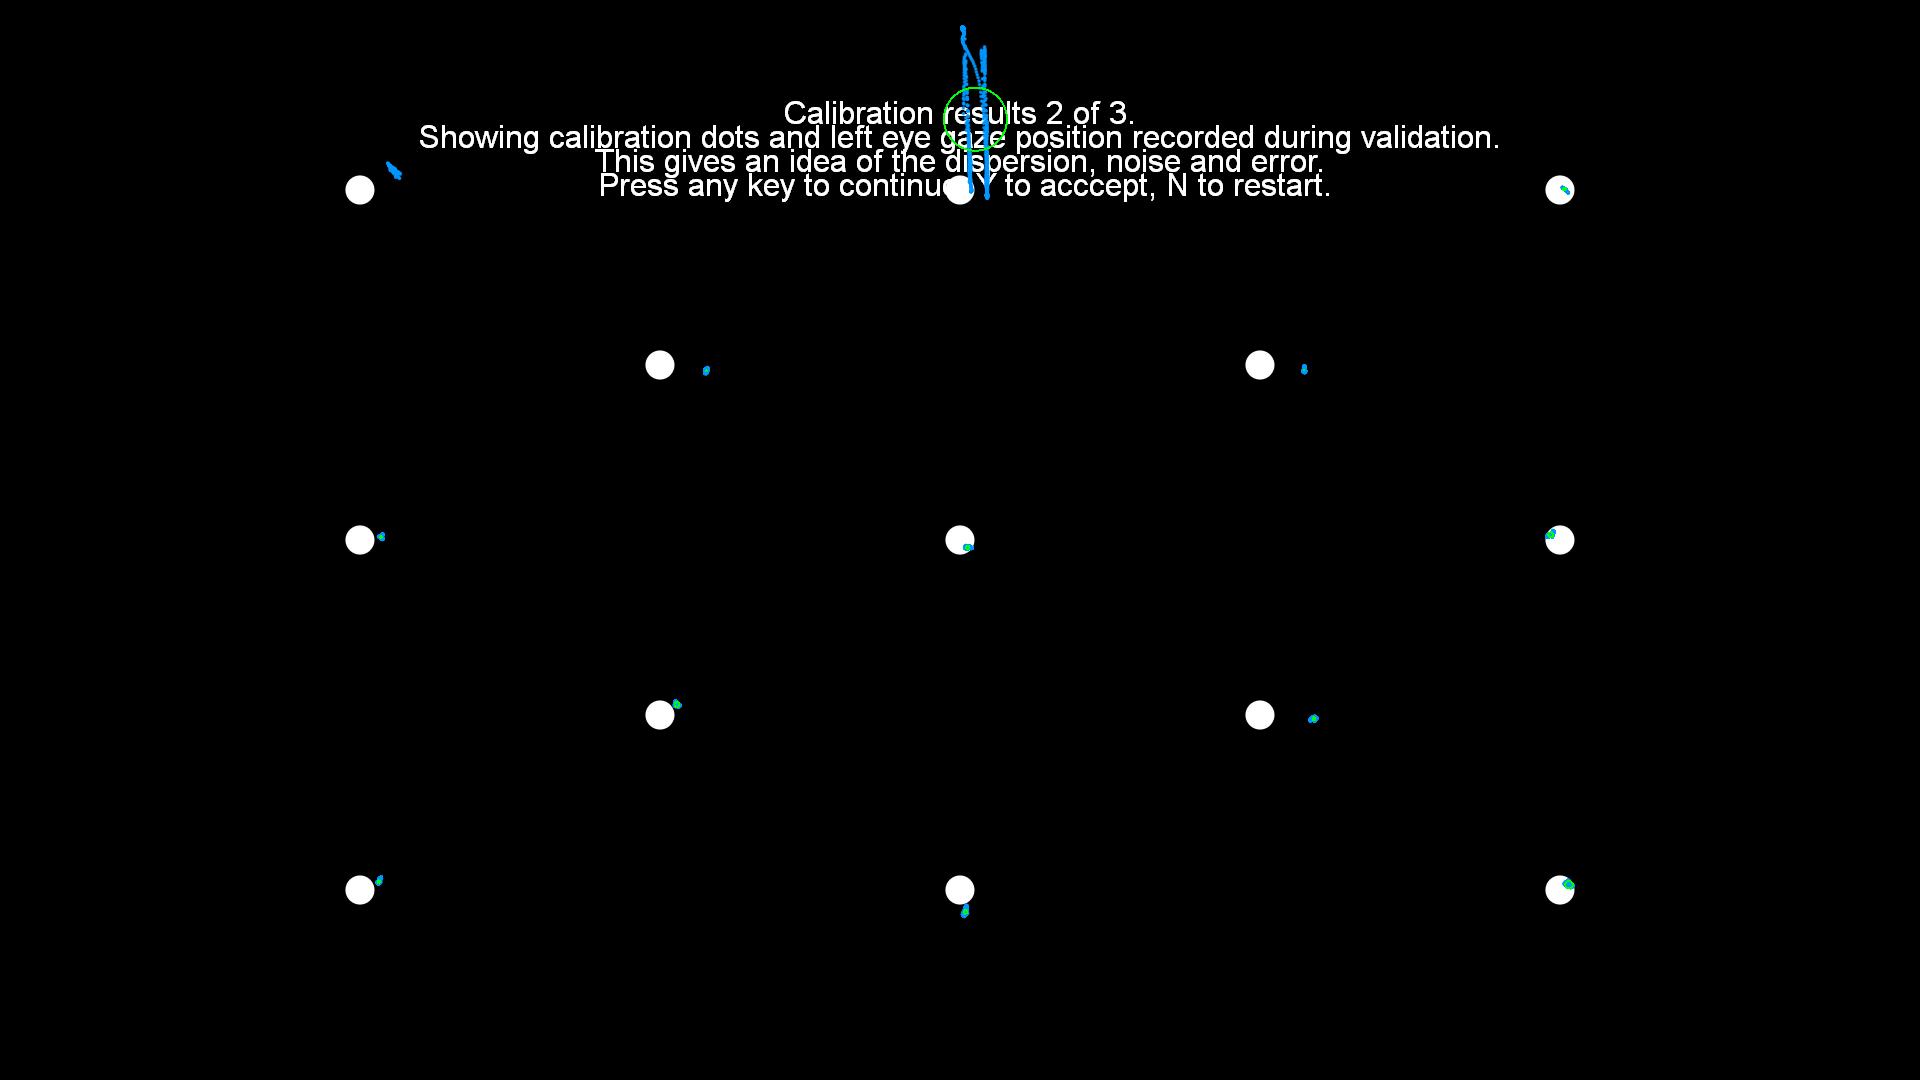 Calibration results 2 of 3.
Showing calibration dots and left eye gaze position recorded during validation.
This gives an idea of the dispersion, noise and error.
Press any key to continue, Y to acccept, N to restart.